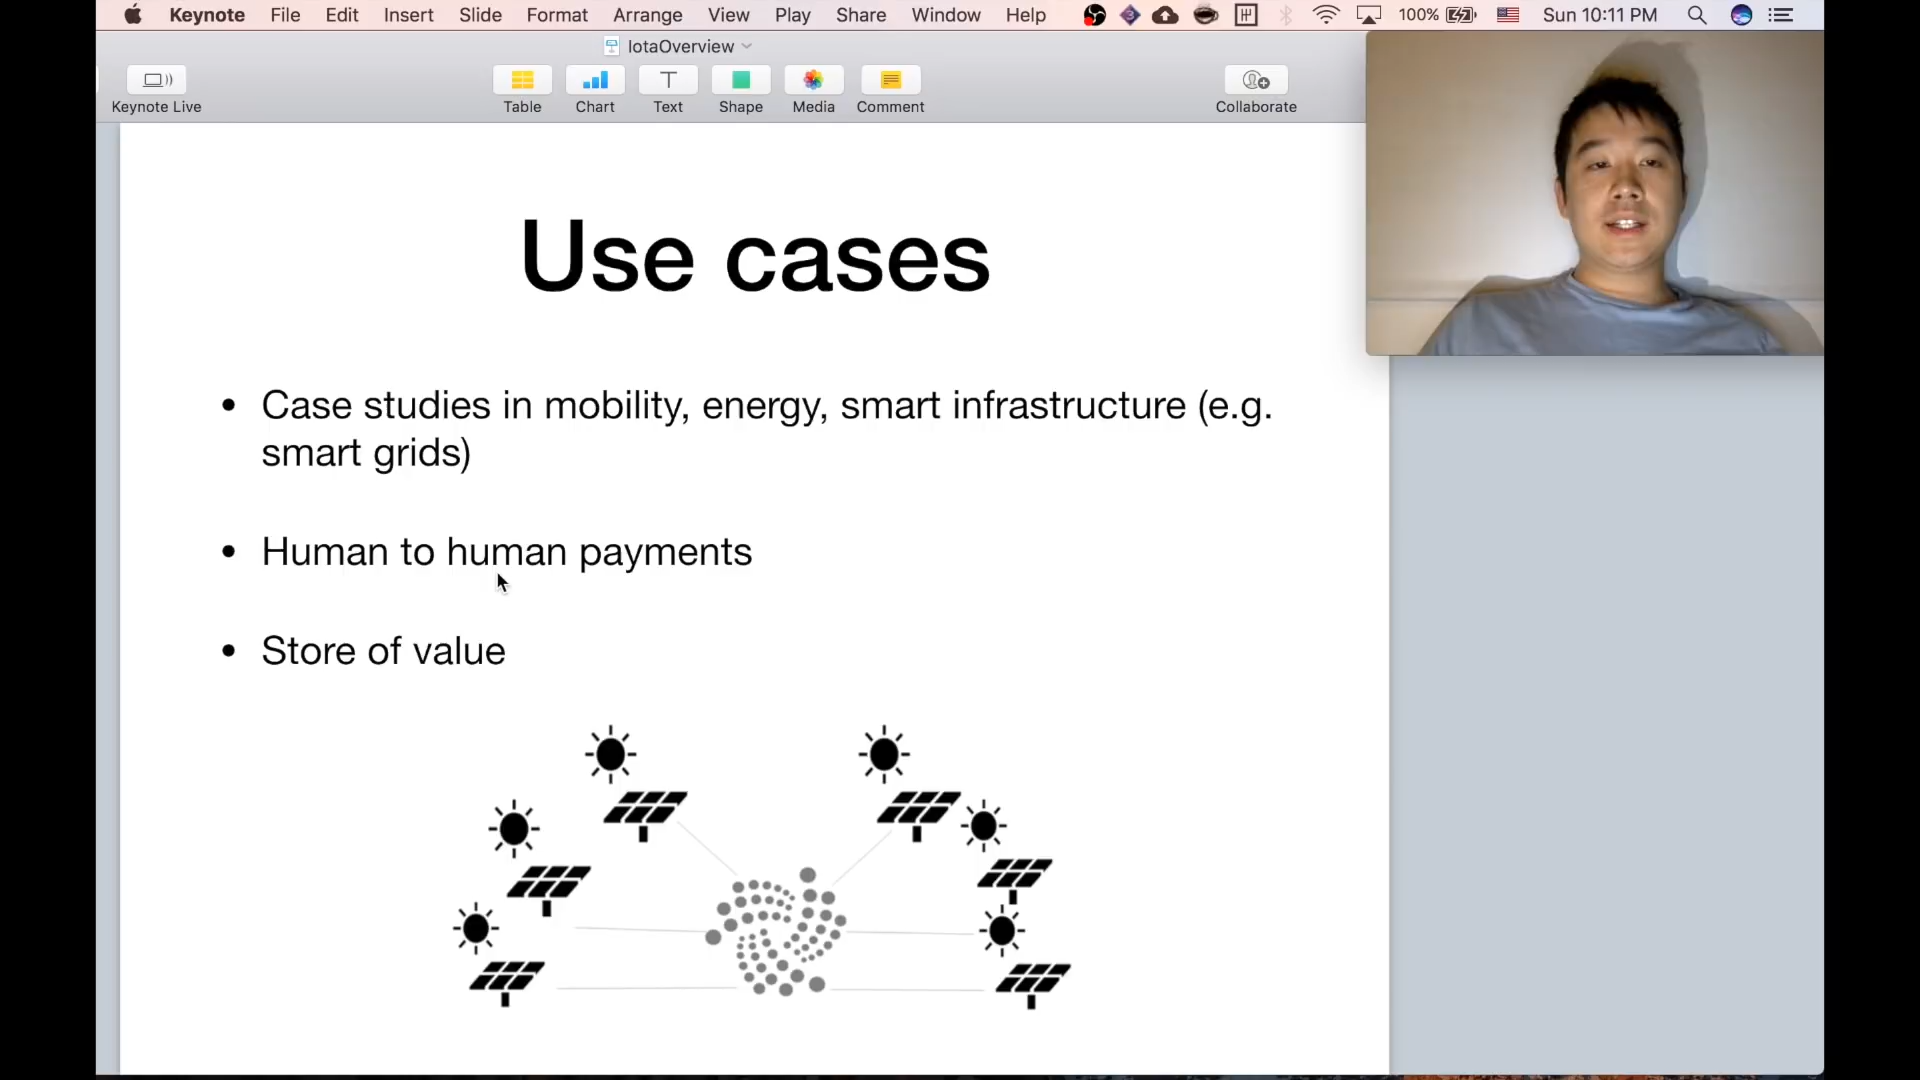 Keynote File Edit Insert Slide Format Arrange View Play Share Window Help 100% Sun 10:11 PM
IotaOverview
Keynote Live Table Chart Text Shape Media Comment Collaborate
Use cases
• Case studies in mobility, energy, smart infrastructure (e.g.
smart grids)
• Human to human payments
• Store of value